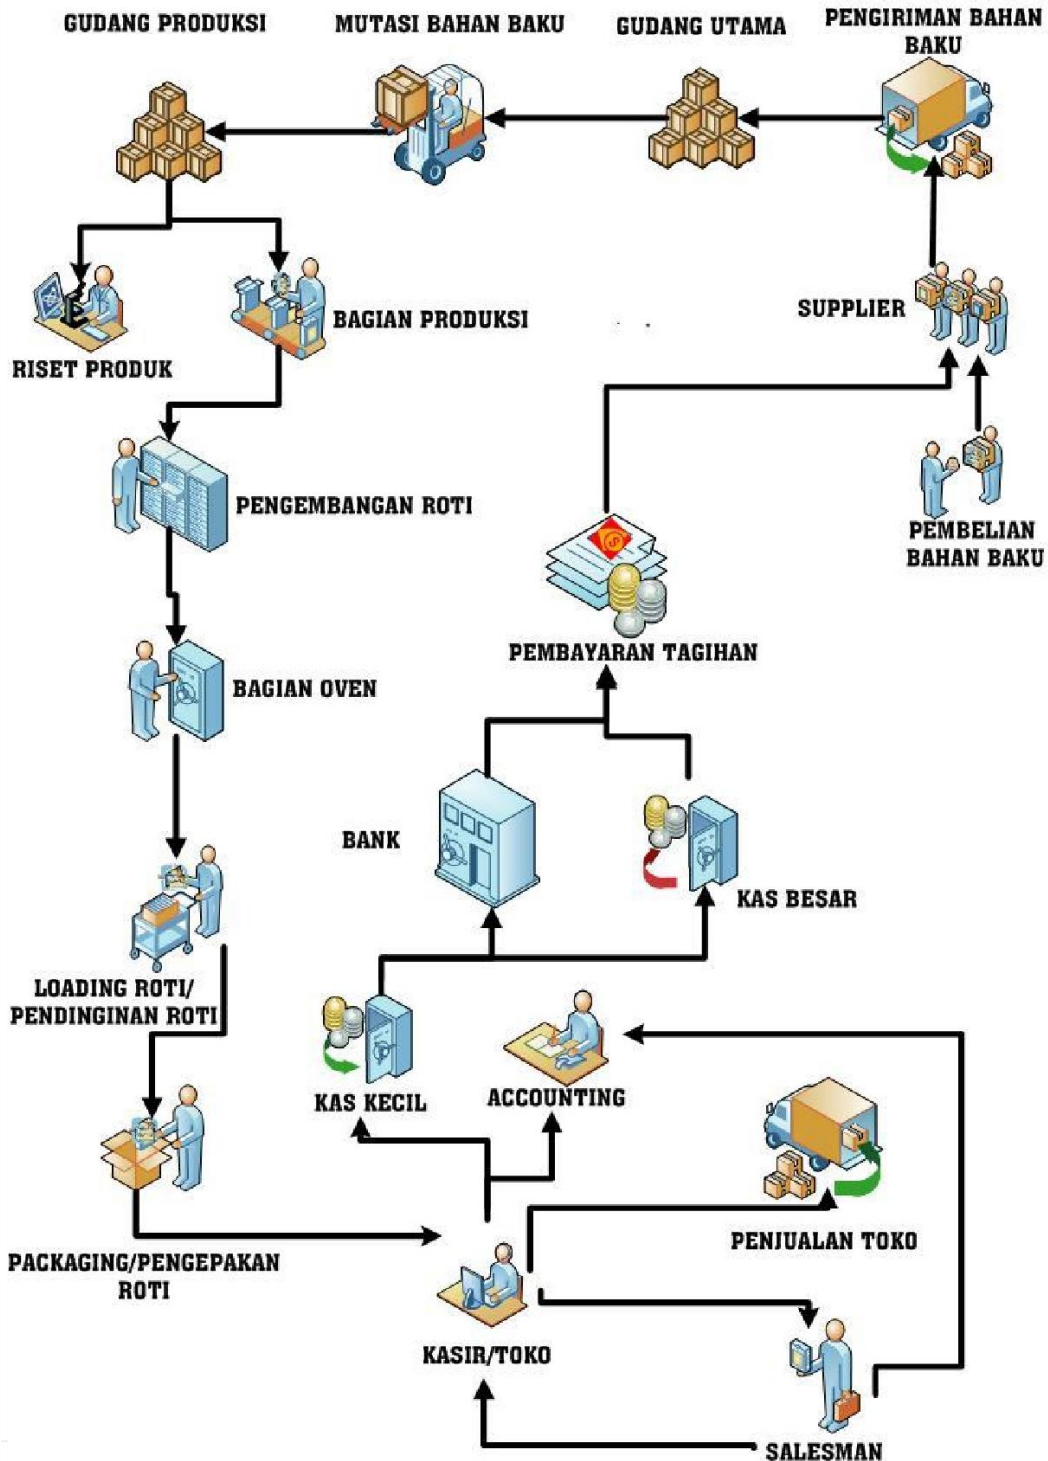 GUDANG PRODUKSI
MUTASI BAHAN BAKU
GUDANG UTAMA
PENGIRIMAN BAHAN
BAKU
SUPPLIER
BAGIAN PRODUKSI
RISET PRODUK
PENGEMBANGAN ROTI
PEMBELIAN
BAHAN BAKU
PEMBAYARAN TAGIHAN
BAGIAN OVEN
BANK
KAS BESAR
LOADING ROTI/
PENDINGINAN ROTI
KAS KECIL
ACCOUNTING
PENJUALAN TOKO
PACKAGING/PENGEPAKAN
ROTI
KASIR/TOKO
SALESMAN